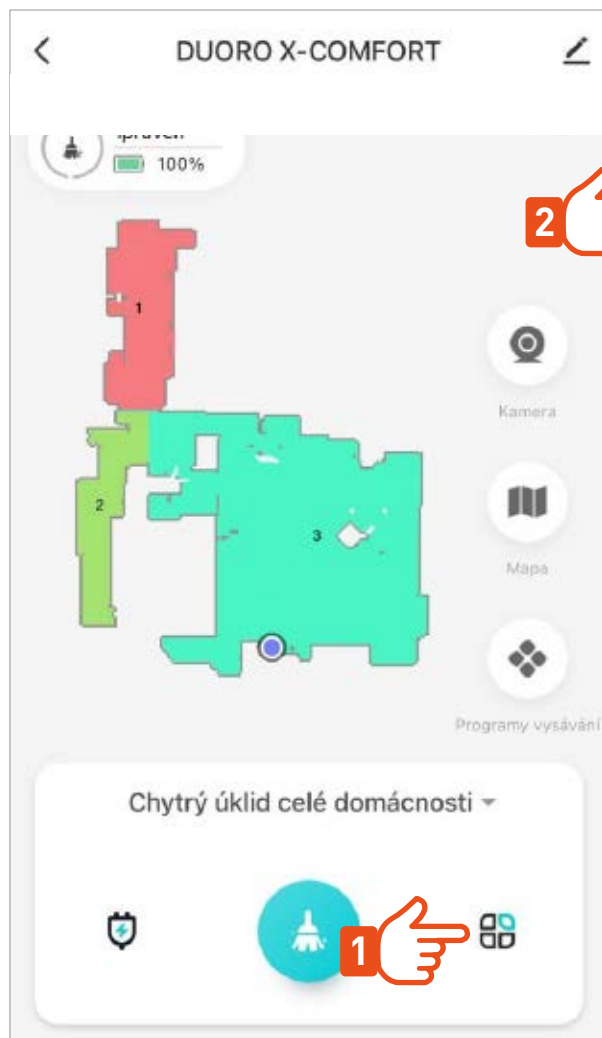 DUORO X-COMFORT
100%
2
1
Kamera
2
3
Mapa
Programy vysávání
Chytrý úklid celé domácnosti
1